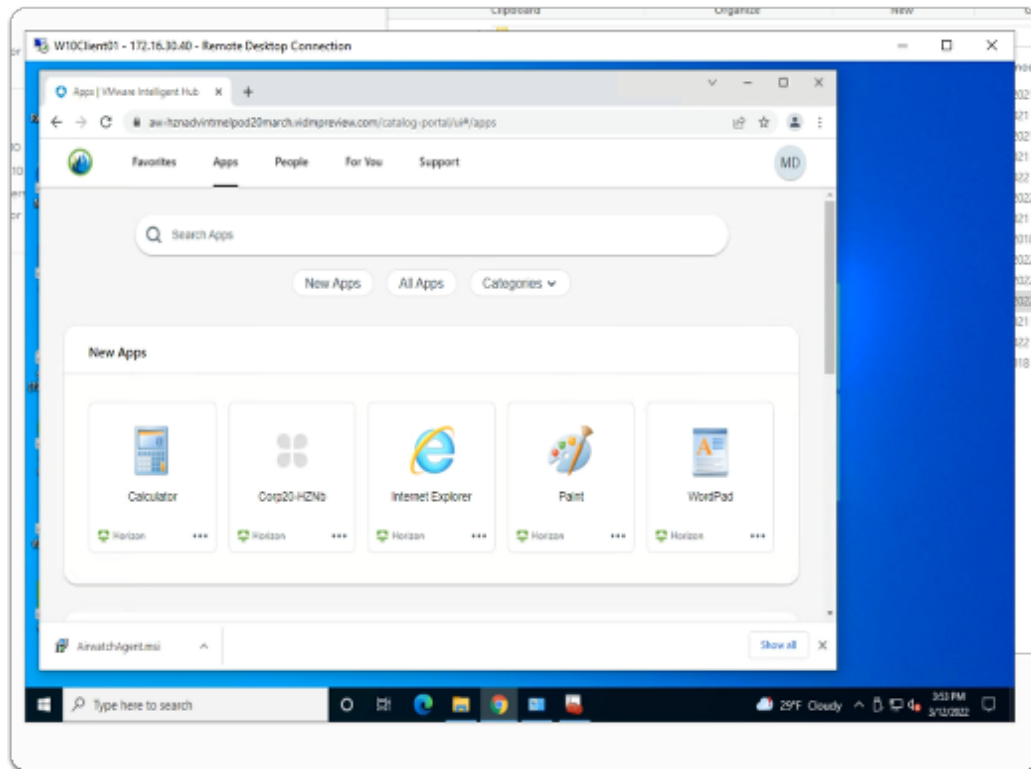 Clipboard
Organize
New
W10Client01 - 172.16.30.40 - Remote Desktop Connection
Apps | VMware Intelligent Hub
aw-hznadvintmelpod20march.vidmpreview.com/catalog-portal/ui#/apps
Favorites Apps People For You Support
MD
Search Apps
New Apps All Apps Categories
New Apps
Calculator Corp20-HZNb Internet Explorer Paint WordPad
Horizon Horizon Horizon Horizon Horizon
AirwatchAgent.msi
Show all
Type here to search
29°F Cloudy
3:53 PM
3/12/2022